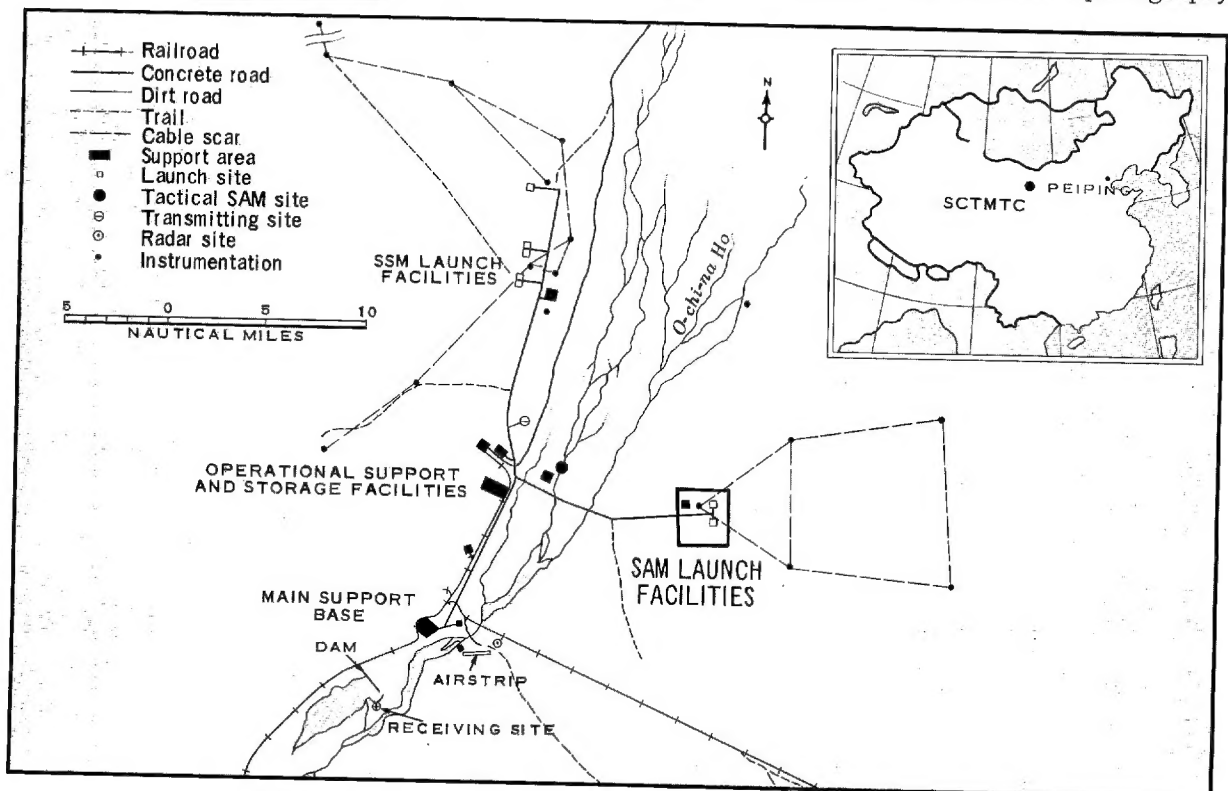 photography
Railroad
Concrete road
Dirt road
Trail
Cable scar
Support area
Launch site
Tactical SAM site
Transmitting site
Radar site
Instrumentation
5 0 5 10
NAUTICAL MILES
N
SCTMTC
PEIPING
SSM LAUNCH
FACILITIES
O-chi-na Ho
OPERATIONAL SUPPORT
AND STORAGE FACILITIES
SAM LAUNCH
FACILITIES
MAIN SUPPORT
BASE
DAM
AIRSTRIP
RECEIVING SITE